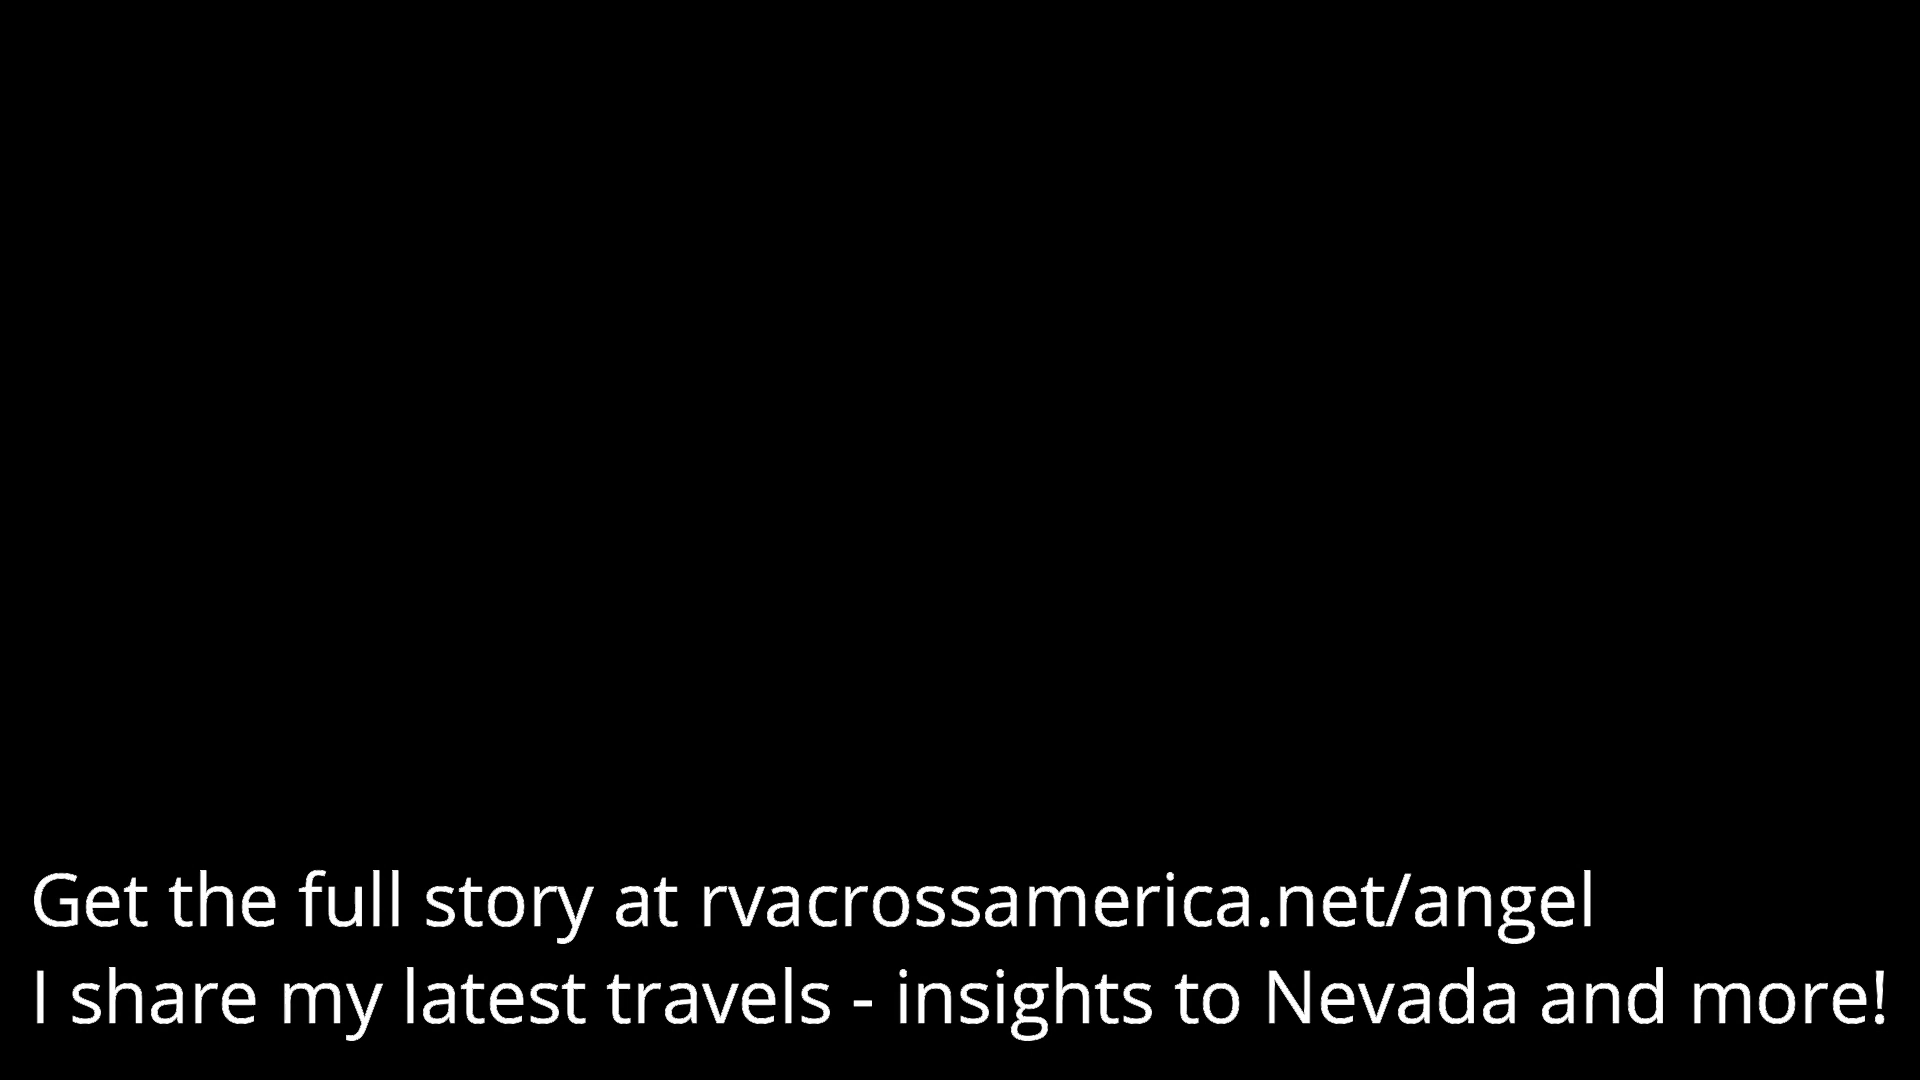 Get the full story at rvacrossamerica.net/angel
I share my latest travels - insights to Nevada and more!